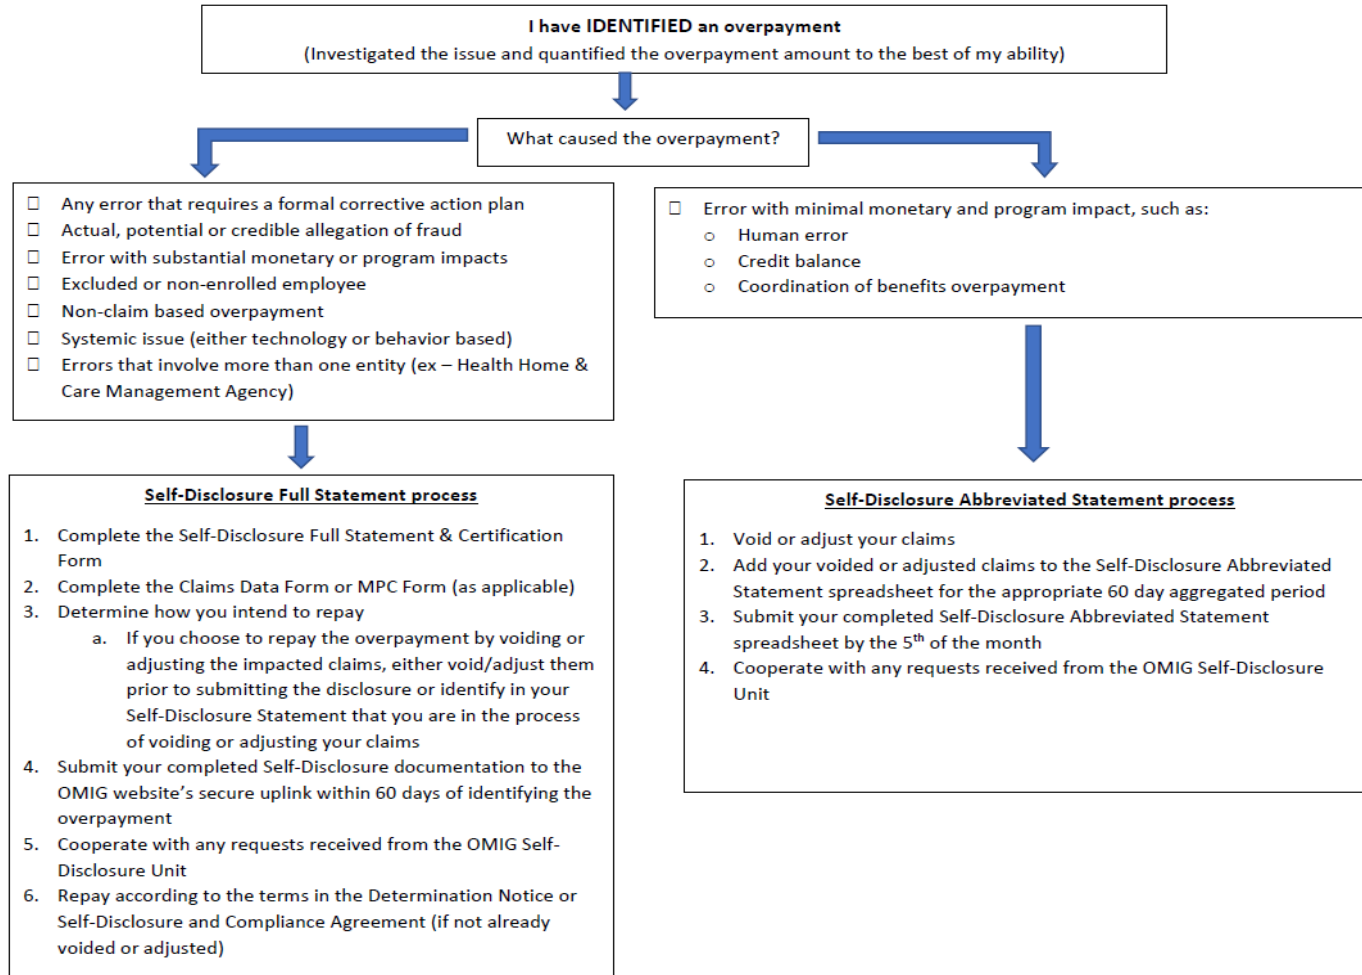 I have IDENTIFIED an overpayment
(Investigated the issue and quantified the overpayment amount to the best of my ability)
What caused the overpayment?
☐ Any error that requires a formal corrective action plan
☐ Actual, potential or credible allegation of fraud
☐ Error with substantial monetary or program impacts
☐ Excluded or non-enrolled employee
☐ Non-claim based overpayment
☐ Systemic issue (either technology or behavior based)
☐ Errors that involve more than one entity (ex – Health Home &
Care Management Agency)
☐ Error with minimal monetary and program impact, such as:
o Human error
o Credit balance
o Coordination of benefits overpayment
Self-Disclosure Full Statement process
1. Complete the Self-Disclosure Full Statement & Certification
Form
2. Complete the Claims Data Form or MPC Form (as applicable)
3. Determine how you intend to repay
a. If you choose to repay the overpayment by voiding or
adjusting the impacted claims, either void/adjust them
prior to submitting the disclosure or identify in your
Self-Disclosure Statement that you are in the process
of voiding or adjusting your claims
4. Submit your completed Self-Disclosure documentation to the
OMIG website's secure uplink within 60 days of identifying the
overpayment
5. Cooperate with any requests received from the OMIG Self-
Disclosure Unit
6. Repay according to the terms in the Determination Notice or
Self-Disclosure and Compliance Agreement (if not already
voided or adjusted)
Self-Disclosure Abbreviated Statement process
1. Void or adjust your claims
2. Add your voided or adjusted claims to the Self-Disclosure Abbreviated
Statement spreadsheet for the appropriate 60 day aggregated period
3. Submit your completed Self-Disclosure Abbreviated Statement
spreadsheet by the 5th of the month
4. Cooperate with any requests received from the OMIG Self-Disclosure
Unit